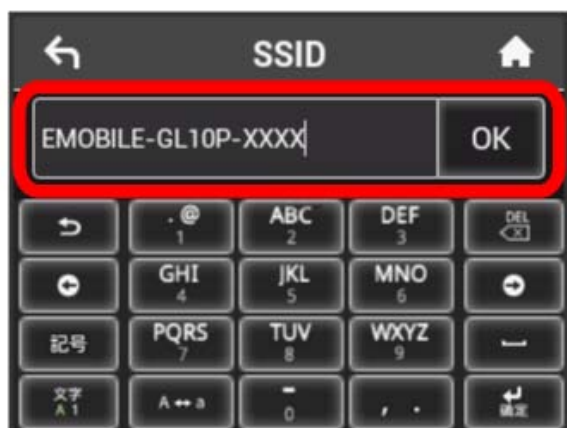 SSID
EMOBILE-GL10P-XXXX OK
.@ ABC DEF DEL
1 2 3
GHI JKL MNO
4 5 6
記号 PQRS TUV WXYZ
7 8 9
文字 A ↔ a - , .
A 1 0 確定